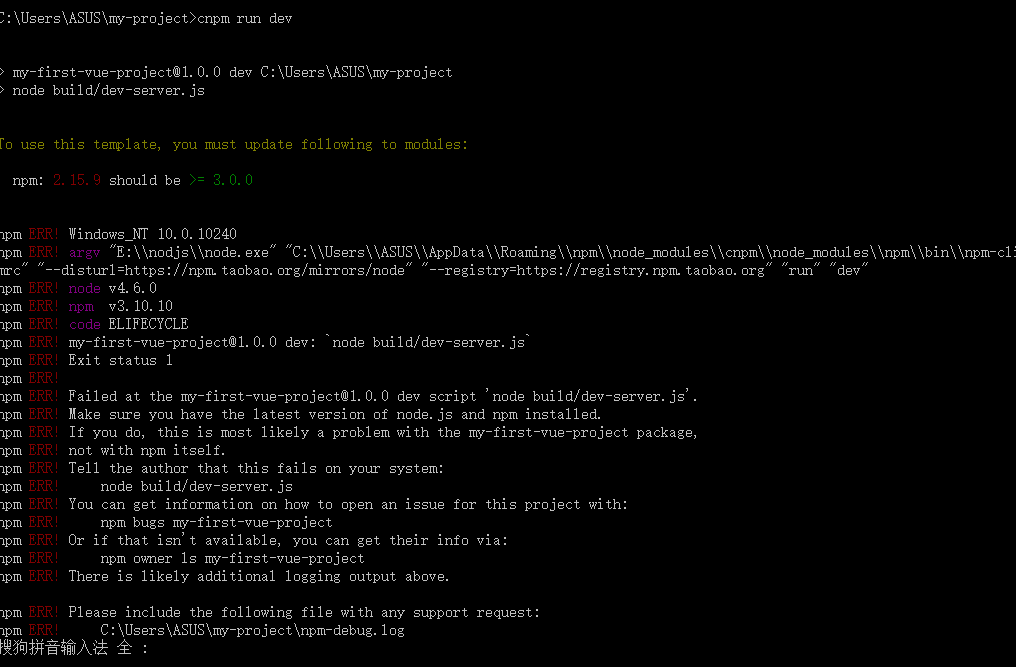 C:\Users\ASUS\my-project>cnpm run dev
> my-first-vue-project@1.0.0 dev C:\Users\ASUS\my-project
> node build/dev-server.js
To use this template, you must update following to modules:
npm: 2.15.9 should be >= 3.0.0
npm ERR! Windows_NT 10.0.10240
npm ERR! argv "E:\\nodjs\\node.exe" "C:\\Users\\ASUS\\AppData\\Roaming\\npm\\node_modules\\cnpm\\node_modules\\npm\\bin\\npm-cli
mrc" "--disturl=https://npm.taobao.org/mirrors/node" "--registry=https://registry.npm.taobao.org" "run" "dev"
npm ERR! node v4.6.0
npm ERR! npm v3.10.10
npm ERR! code ELIFECYCLE
npm ERR! my-first-vue-project@1.0.0 dev: `node build/dev-server.js`
npm ERR! Exit status 1
npm ERR!
npm ERR! Failed at the my-first-vue-project@1.0.0 dev script 'node build/dev-server.js'.
npm ERR! Make sure you have the latest version of node.js and npm installed.
npm ERR! If you do, this is most likely a problem with the my-first-vue-project package,
npm ERR! not with npm itself.
npm ERR! Tell the author that this fails on your system:
npm ERR! node build/dev-server.js
npm ERR! You can get information on how to open an issue for this project with:
npm ERR! npm bugs my-first-vue-project
npm ERR! Or if that isn't available, you can get their info via:
npm ERR! npm owner ls my-first-vue-project
npm ERR! There is likely additional logging output above.
npm ERR! Please include the following file with any support request:
npm ERR! C:\Users\ASUS\my-project\npm-debug.log
搜狗拼音输入法 全 :